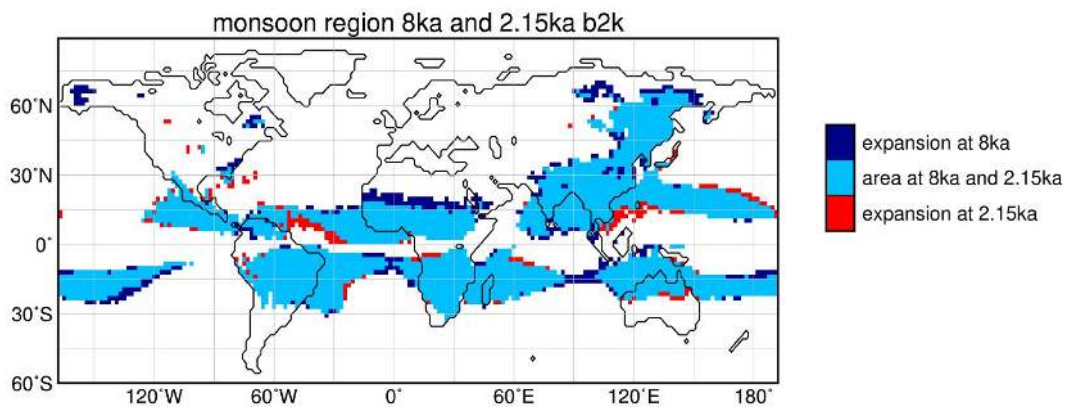 monsoon region 8ka and 2.15ka b2k
60˚N
30˚N
0˚
30˚S
60˚S
120˚W
60˚W
0˚
60˚E
120˚E
180˚
expansion at 8ka
area at 8ka and 2.15ka
expansion at 2.15ka